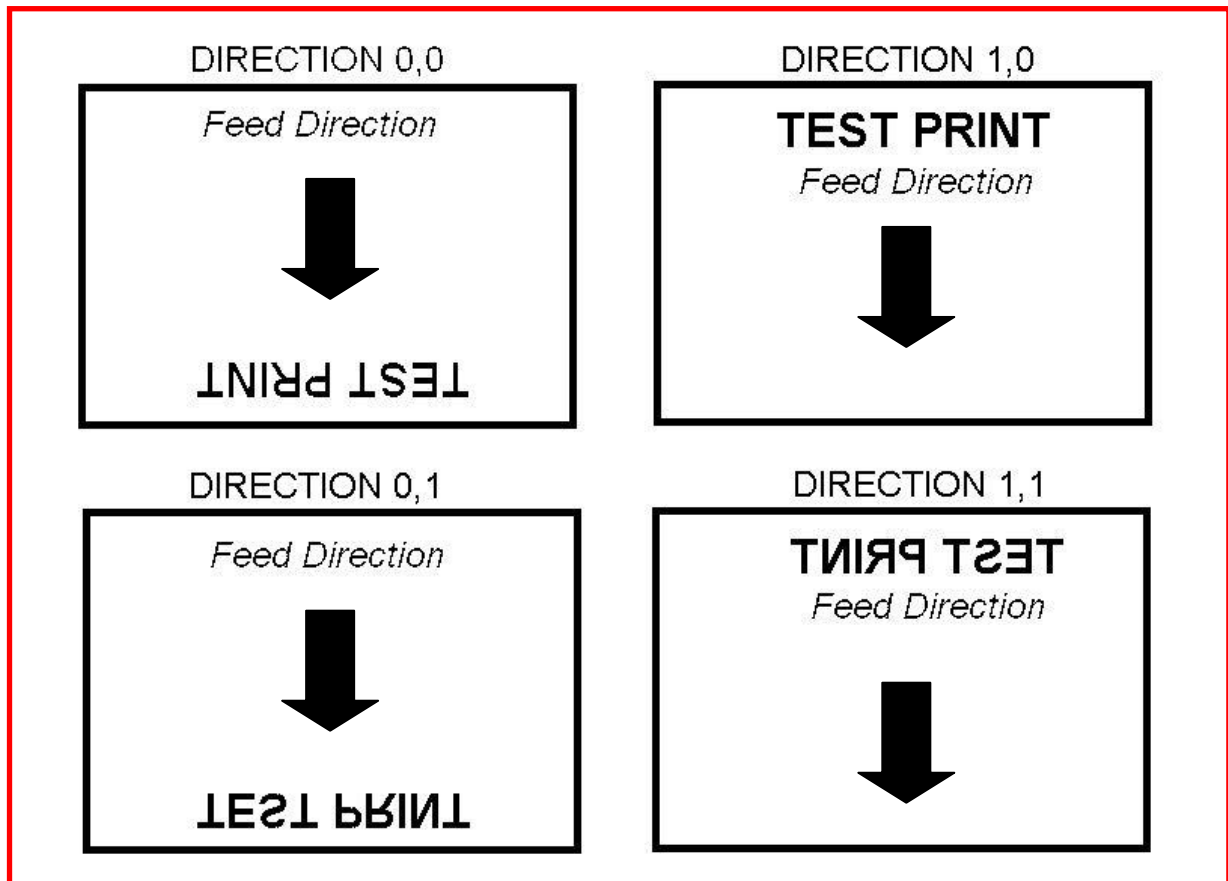 DIRECTION 0,0
Feed Direction
TEST PRINT
DIRECTION 1,0
TEST PRINT
Feed Direction
DIRECTION 0,1
Feed Direction
TEST PRINT
DIRECTION 1,1
TEST PRINT
Feed Direction